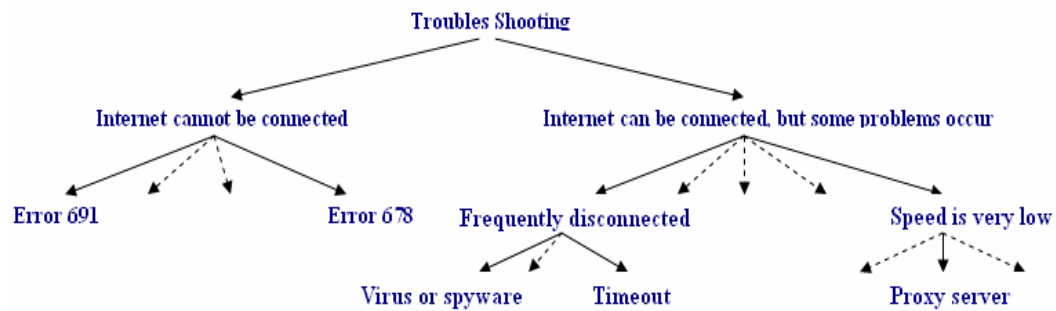 Troubles Shooting
Internet cannot be connected
Internet can be connected, but some problems occur
Error 691
Error 678
Frequently disconnected
Speed is very low
Virus or spyware
Timeout
Proxy server